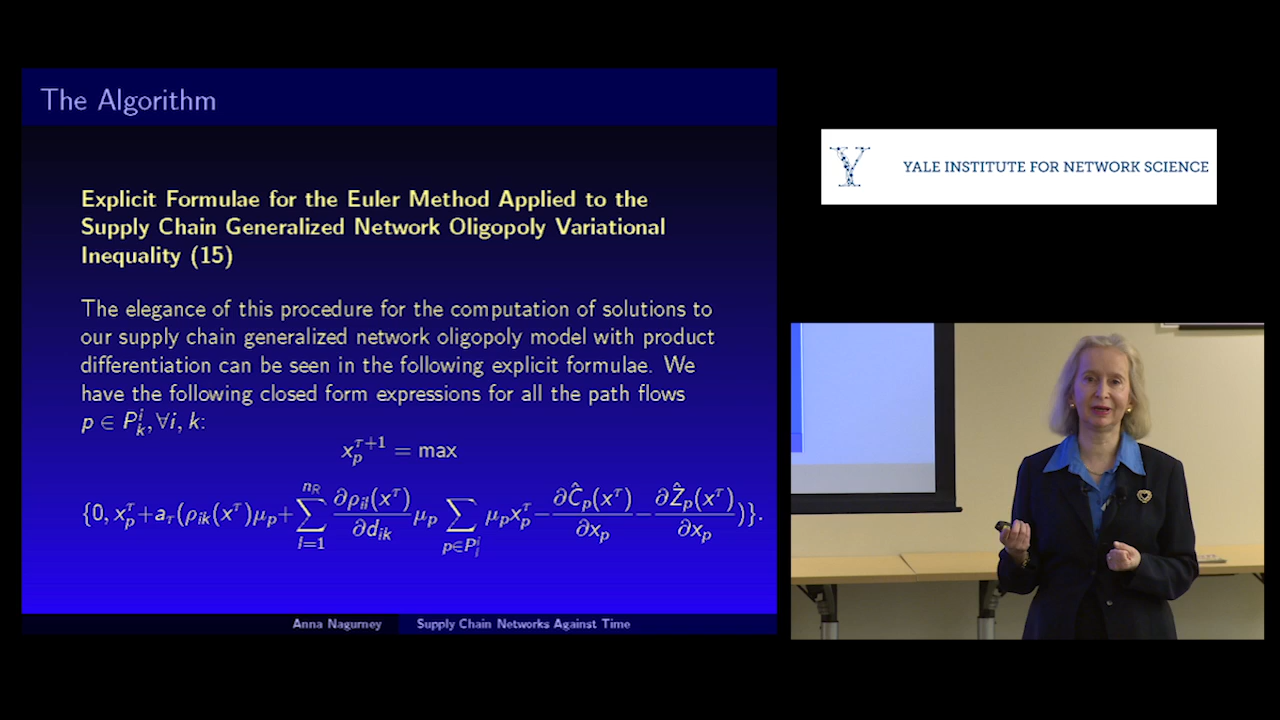 The Algorithm
Explicit Formulae for the Euler Method Applied to the
Supply Chain Generalized Network Oligopoly Variational
Inequality (15)
The elegance of this procedure for the computation of solutions to
our supply chain generalized network oligopoly model with product
differentiation can be seen in the following explicit formulae. We
have the following closed form expressions for all the path flows
p ∈ P_k^i, ∀i, k:
x_p^{τ+1} = max
{0, x_p^τ + a_τ(ρ_{ik}(x^τ)μ_p + ∑_{l=1}^{n_R} ∂ρ_{il}(x^τ)/∂d_{ik} μ_p ∑_{p∈P_l^i} μ_p x_p^τ − ∂Ĉ_p(x^τ)/∂x_p − ∂Ẑ_p(x^τ)/∂x_p)}.
Anna Nagurney Supply Chain Networks Against Time
Y YALE INSTITUTE FOR NETWORK SCIENCE